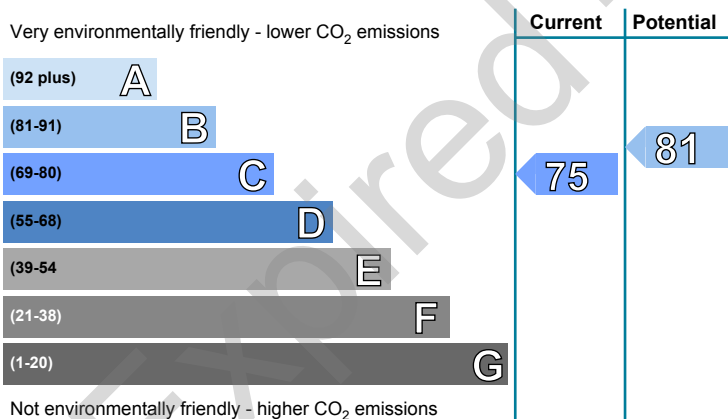 Current Potential
Very environmentally friendly - lower CO2 emissions
(92 plus) A
(81-91) B
81
(69-80) C
75
(55-68) D
(39-54 E
(21-38) F
(1-20) G
Not environmentally friendly - higher CO2 emissions
Expired